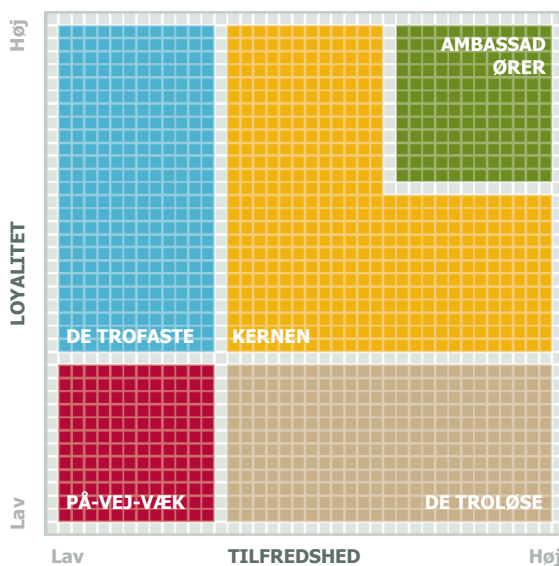 Høj
AMBASSAD
ØRER
LOYALITET
DE TROFASTE
KERNEN
PÅ-VEJ-VÆK
DE TROLØSE
Lav
Lav
TILFREDSHED
Høj